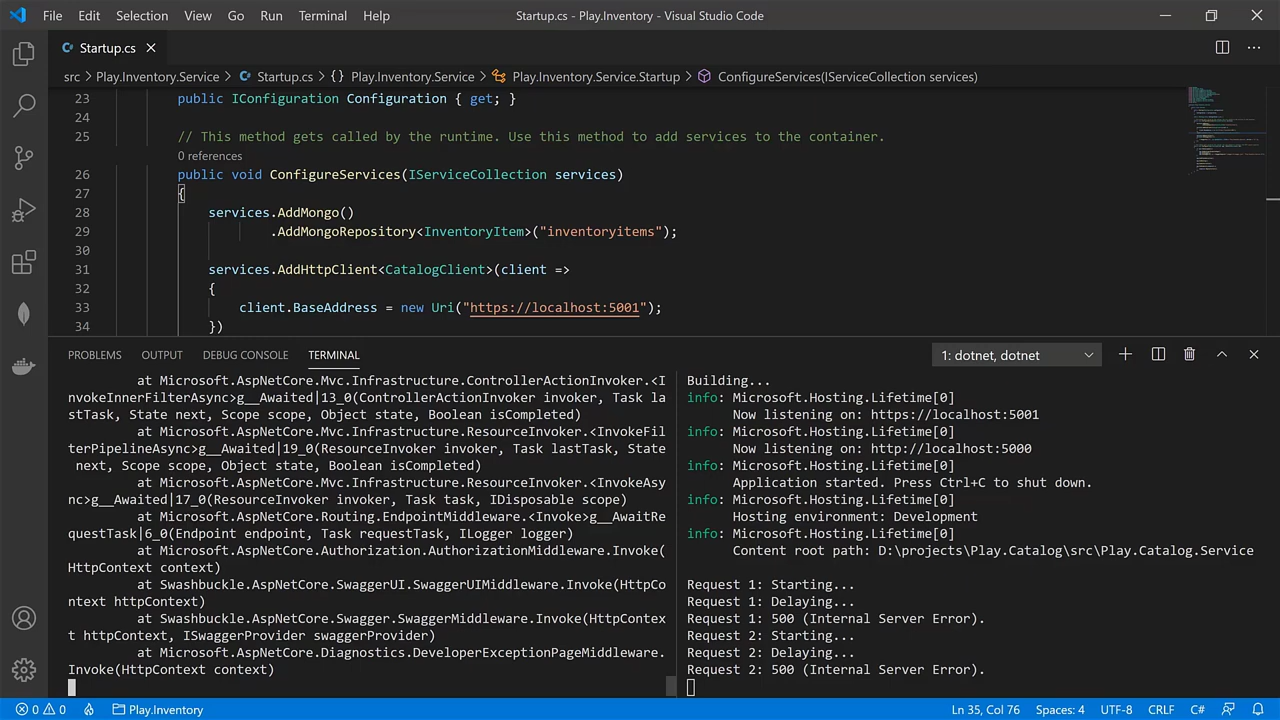 File Edit Selection View Go Run Terminal Help
Startup.cs - Play.Inventory - Visual Studio Code
Startup.cs
src > Play.Inventory.Service > Startup.cs > {} Play.Inventory.Service > Play.Inventory.Service.Startup > ConfigureServices(IServiceCollection services)
23 public IConfiguration Configuration { get; }
24
25 // This method gets called by the runtime. Use this method to add services to the container.
0 references
26 public void ConfigureServices(IServiceCollection services)
27 {
28 services.AddMongo()
29 .AddMongoRepository<InventoryItem>("inventoryitems");
30
31 services.AddHttpClient<CatalogClient>(client =>
32 {
33 client.BaseAddress = new Uri("https://localhost:5001");
34 })
PROBLEMS OUTPUT DEBUG CONSOLE TERMINAL
1: dotnet, dotnet
at Microsoft.AspNetCore.Mvc.Infrastructure.ControllerActionInvoker.<I
nvokeInnerFilterAsync>g__Awaited|13_0(ControllerActionInvoker invoker, Task la
stTask, State next, Scope scope, Object state, Boolean isCompleted)
at Microsoft.AspNetCore.Mvc.Infrastructure.ResourceInvoker.<InvokeFil
terPipelineAsync>g__Awaited|19_0(ResourceInvoker invoker, Task lastTask, State
next, Scope scope, Object state, Boolean isCompleted)
at Microsoft.AspNetCore.Mvc.Infrastructure.ResourceInvoker.<InvokeAsy
nc>g__Awaited|17_0(ResourceInvoker invoker, Task task, IDisposable scope)
at Microsoft.AspNetCore.Routing.EndpointMiddleware.<Invoke>g__AwaitRe
questTask|6_0(Endpoint endpoint, Task requestTask, ILogger logger)
at Microsoft.AspNetCore.Authorization.AuthorizationMiddleware.Invoke(
HttpContext context)
at Swashbuckle.AspNetCore.SwaggerUI.SwaggerUIMiddleware.Invoke(HttpCo
ntext httpContext)
at Swashbuckle.AspNetCore.Swagger.SwaggerMiddleware.Invoke(HttpContex
t httpContext, ISwaggerProvider swaggerProvider)
at Microsoft.AspNetCore.Diagnostics.DeveloperExceptionPageMiddleware.
Invoke(HttpContext context)
Building...
info: Microsoft.Hosting.Lifetime[0]
Now listening on: https://localhost:5001
info: Microsoft.Hosting.Lifetime[0]
Now listening on: http://localhost:5000
info: Microsoft.Hosting.Lifetime[0]
Application started. Press Ctrl+C to shut down.
info: Microsoft.Hosting.Lifetime[0]
Hosting environment: Development
info: Microsoft.Hosting.Lifetime[0]
Content root path: D:\projects\Play.Catalog\src\Play.Catalog.Service
Request 1: Starting...
Request 1: Delaying...
Request 1: 500 (Internal Server Error).
Request 2: Starting...
Request 2: Delaying...
Request 2: 500 (Internal Server Error).
0 0 Play.Inventory
Ln 35, Col 76 Spaces: 4 UTF-8 CRLF C#